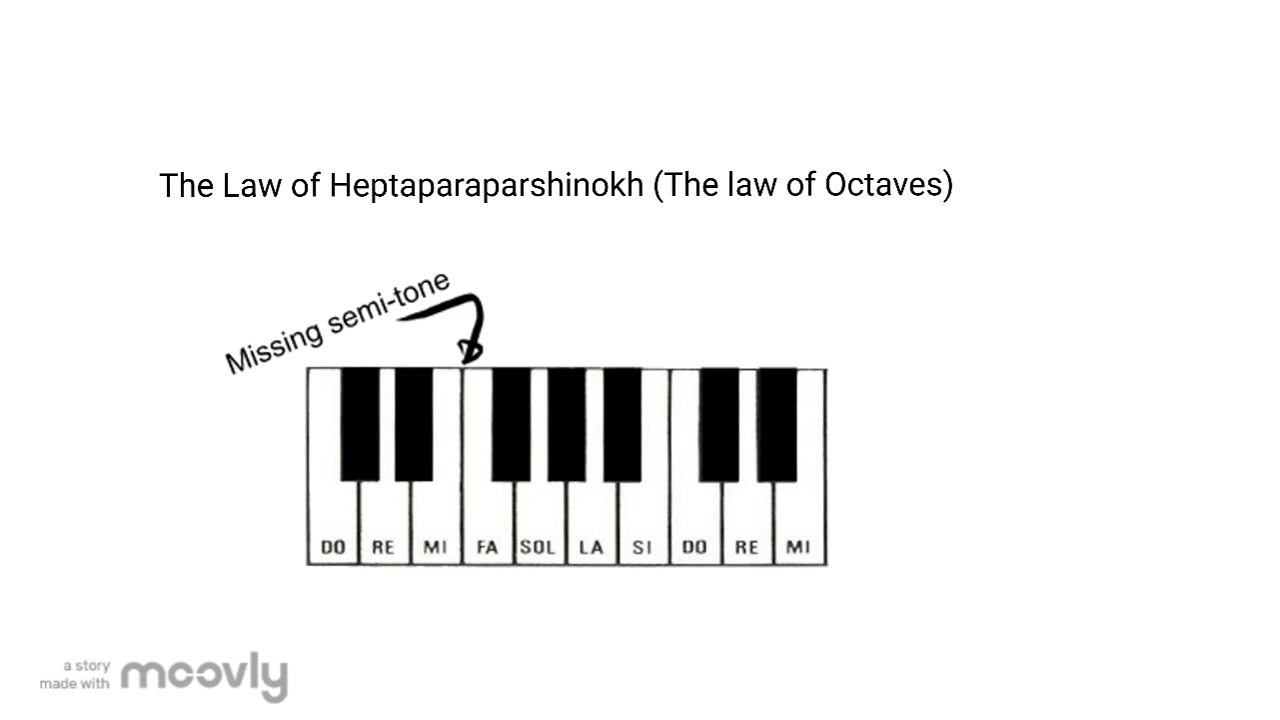 The Law of Heptaparaparshinokh (The law of Octaves)
Missing semi-tone
DO RE MI FA SOL LA SI DO RE MI
a story
made with moovly